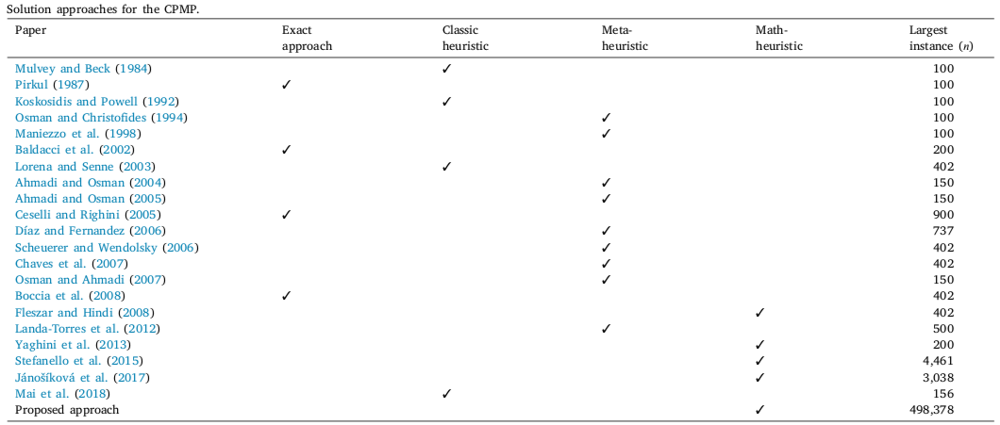 Solution approaches for the CPMP.
Paper Exact approach Classic heuristic Meta-heuristic Math-heuristic Largest instance (n)
Mulvey and Beck (1984) ✓ 100
Pirkul (1987) ✓ 100
Koskosidis and Powell (1992) ✓ 100
Osman and Christofides (1994) ✓ 100
Maniezzo et al. (1998) ✓ 100
Baldacci et al. (2002) ✓ 200
Lorena and Senne (2003) ✓ 402
Ahmadi and Osman (2004) ✓ 150
Ahmadi and Osman (2005) ✓ 150
Ceselli and Righini (2005) ✓ 900
Díaz and Fernandez (2006) ✓ 737
Scheuerer and Wendolsky (2006) ✓ 402
Chaves et al. (2007) ✓ 402
Osman and Ahmadi (2007) ✓ 150
Boccia et al. (2008) ✓ 402
Fleszar and Hindi (2008) ✓ 402
Landa-Torres et al. (2012) ✓ 500
Yaghini et al. (2013) ✓ 200
Stefanello et al. (2015) ✓ 4,461
Jánošíková et al. (2017) ✓ 3,038
Mai et al. (2018) ✓ 156
Proposed approach ✓ 498,378